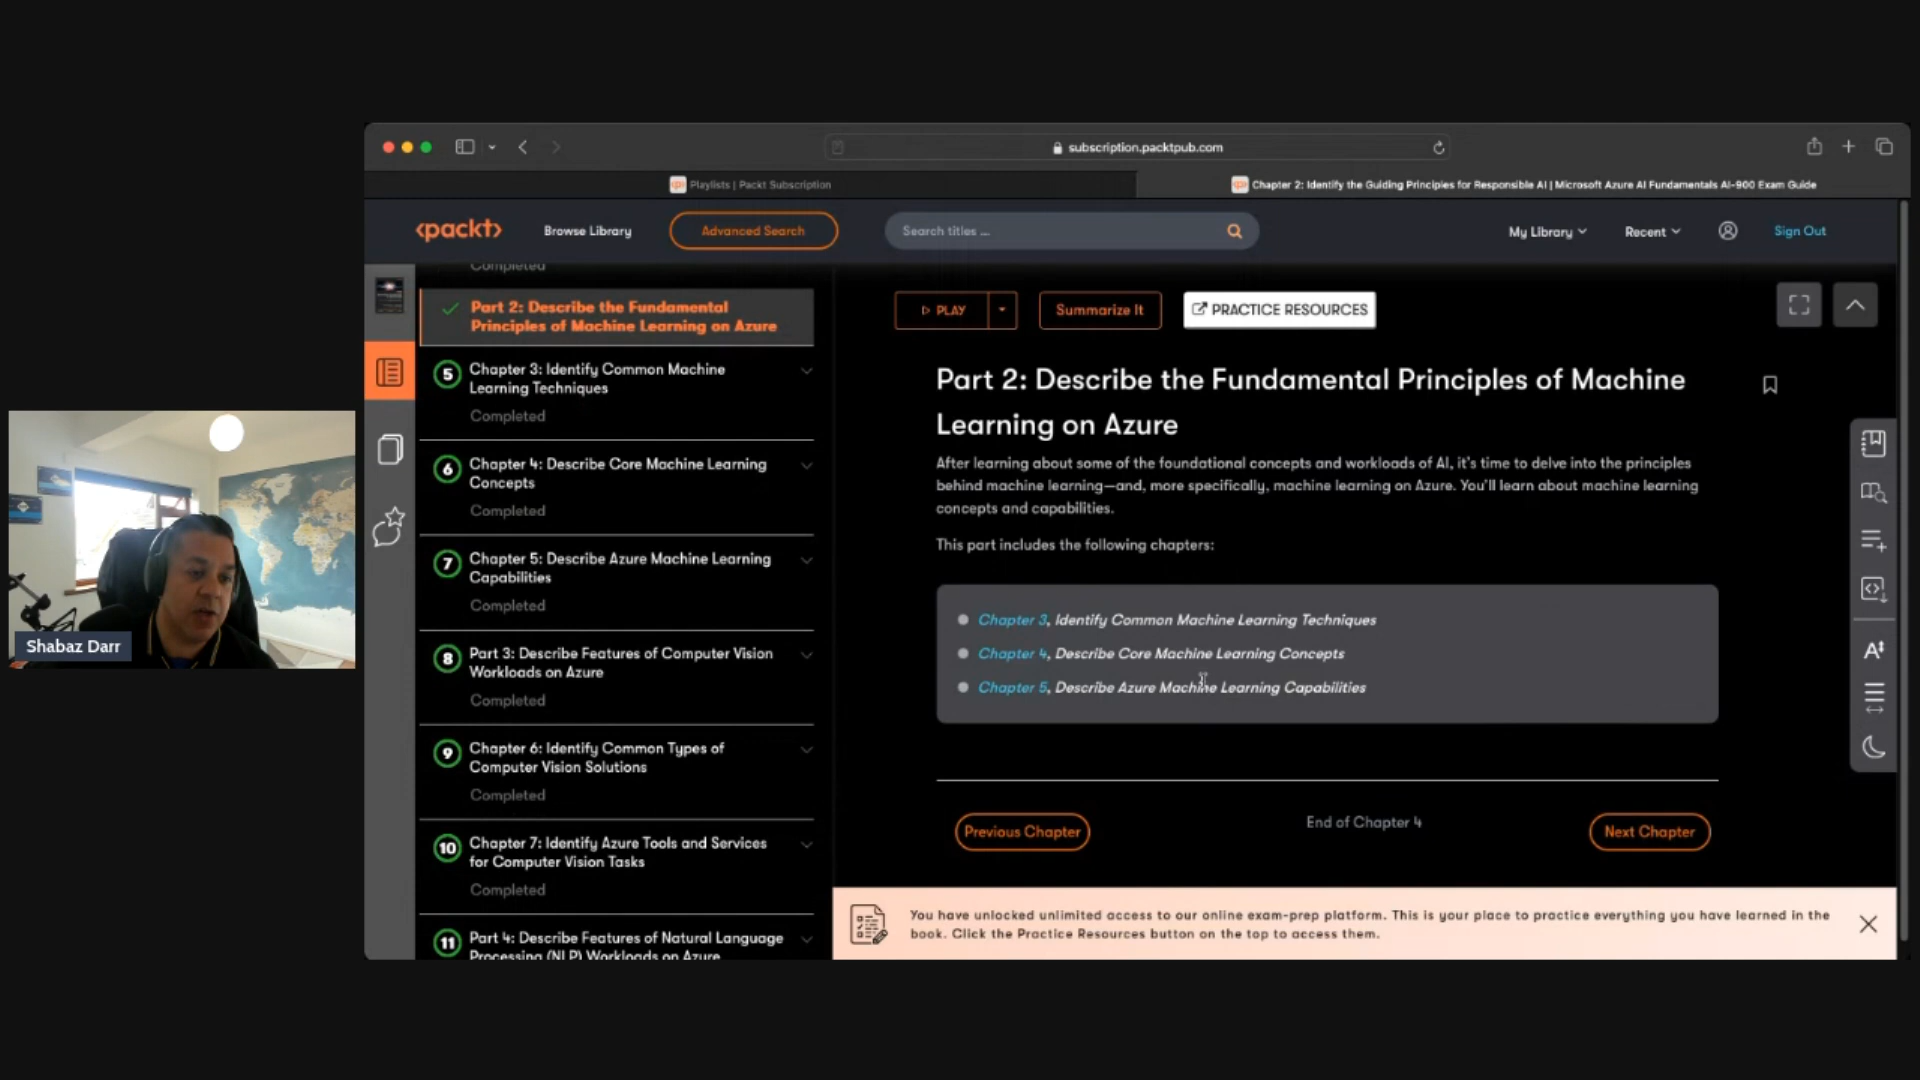 subscription.packtpub.com
Playlists | Packt Subscription
Chapter 2: Identify the Guiding Principles for Responsible AI | Microsoft Azure AI Fundamentals AI-900 Exam Guide
<packt>
Browse Library
Advanced Search
Search titles ...
My Library
Recent
Sign Out
Completed
Part 2: Describe the Fundamental
Principles of Machine Learning on Azure
5
Chapter 3: Identify Common Machine
Learning Techniques
Completed
6
Chapter 4: Describe Core Machine Learning
Concepts
Completed
7
Chapter 5: Describe Azure Machine Learning
Capabilities
Completed
8
Part 3: Describe Features of Computer Vision
Workloads on Azure
Completed
9
Chapter 6: Identify Common Types of
Computer Vision Solutions
Completed
10
Chapter 7: Identify Azure Tools and Services
for Computer Vision Tasks
Completed
11
Part 4: Describe Features of Natural Language
Processing (NLP) Workloads on Azure
PLAY
Summarize It
PRACTICE RESOURCES
Part 2: Describe the Fundamental Principles of Machine
Learning on Azure
After learning about some of the foundational concepts and workloads of AI, it's time to delve into the principles
behind machine learning—and, more specifically, machine learning on Azure. You'll learn about machine learning
concepts and capabilities.
This part includes the following chapters:
Chapter 3, Identify Common Machine Learning Techniques
Chapter 4, Describe Core Machine Learning Concepts
Chapter 5, Describe Azure Machine Learning Capabilities
Previous Chapter
End of Chapter 4
Next Chapter
You have unlocked unlimited access to our online exam-prep platform. This is your place to practice everything you have learned in the
book. Click the Practice Resources button on the top to access them.
Shabaz Darr